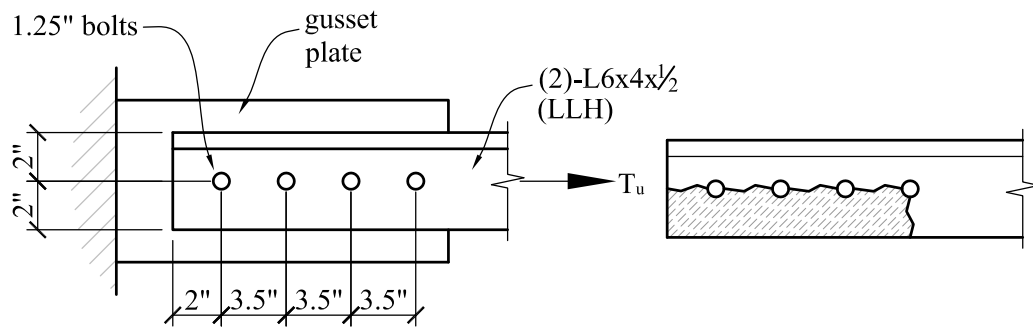 1.25" bolts
gusset
plate
(2)-L6x4x½
(LLH)
2"
2"
Tᵤ
2"
3.5"
3.5"
3.5"